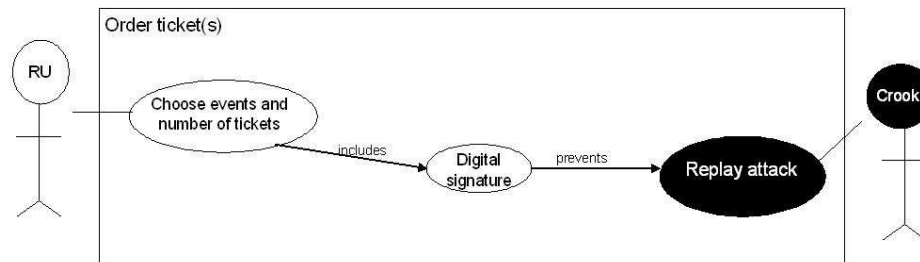 Order ticket(s)
RU
Choose events and
number of tickets
includes
Digital
signature
prevents
Replay attack
Crook